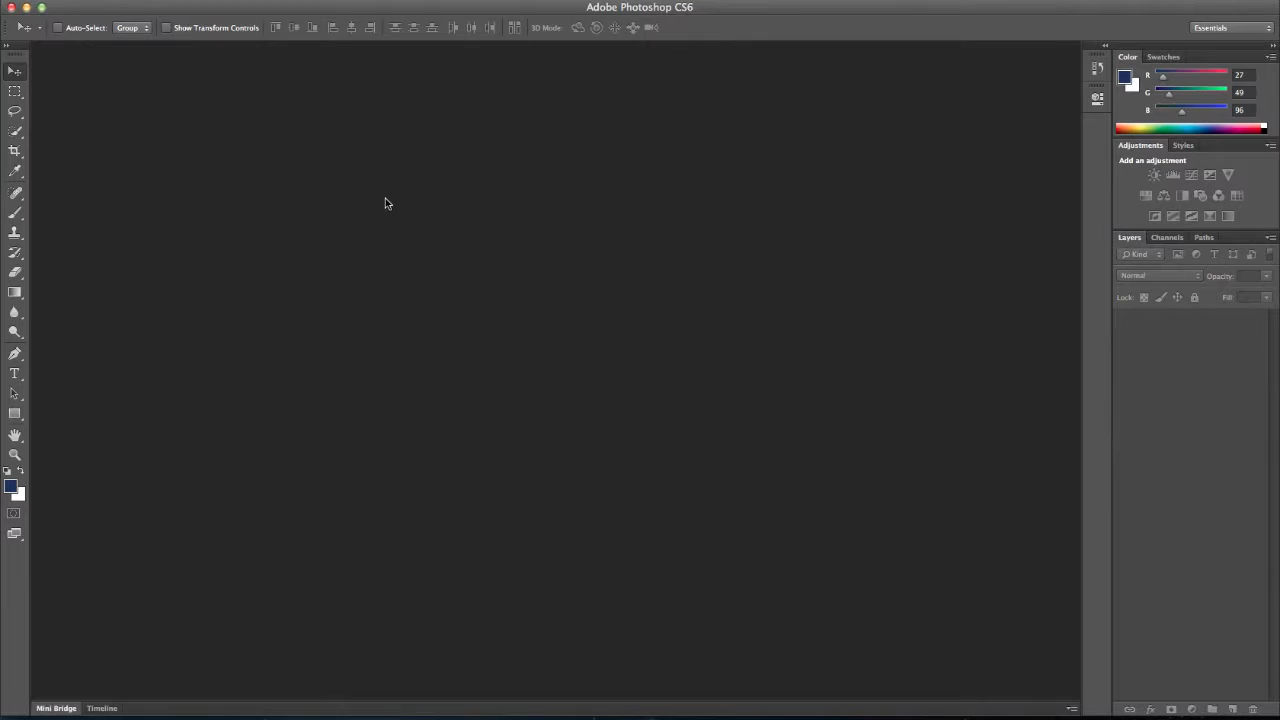 Adobe Photoshop CS6
Auto-Select: Group Show Transform Controls 3D Mode: Essentials
Color Swatches
R 27
G 49
B 96
Adjustments Styles
Add an adjustment
Layers Channels Paths
Kind T
Normal Opacity:
Lock: Fill:
T
Mini Bridge Timeline fx